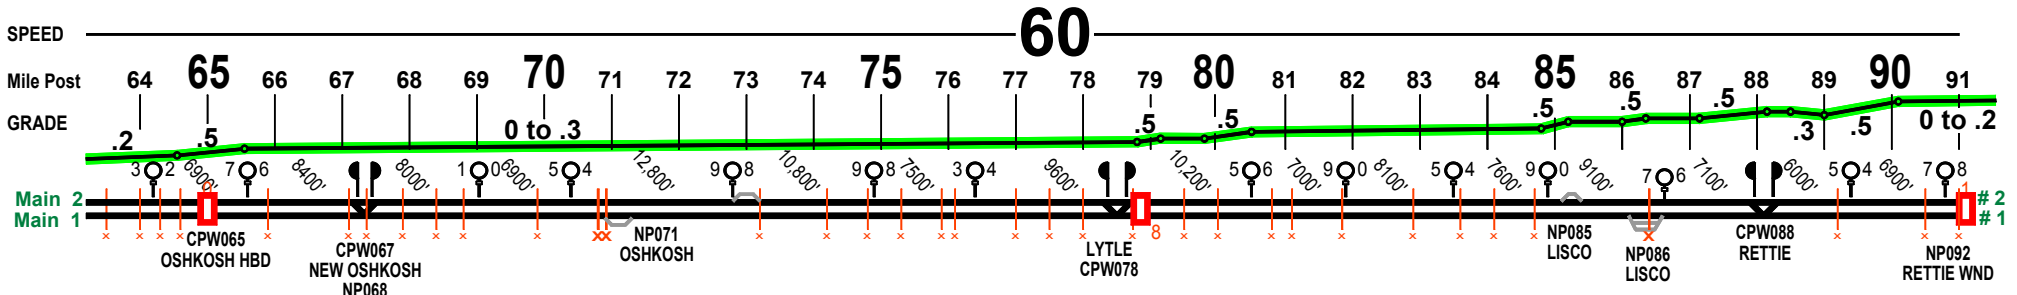 SPEED 60
Mile Post 64 65 66 67 68 69 70 71 72 73 74 75 76 77 78 79 80 81 82 83 84 85 86 87 88 89 90 91
GRADE .2 .5 0 to .3 .5 .5 .5 .5 .5 .3 .5 0 to .2
3 2 6900' 7 6 8400' 8000' 1 0 6900' 5 4 12,800' 9 8 10,800' 9 8 7500' 3 4 9600' 10,200' 5 6 7000' 9 0 8100' 5 4 7600' 9 0 9100' 7 6 7100' 6000' 5 4 6900' 7 8
1
Main 2 # 2
Main 1 # 1
8
CPW065
OSHKOSH HBD
CPW067
NEW OSHKOSH
NP068
NP071
OSHKOSH
LYTLE
CPW078
NP085
LISCO
NP086
LISCO
CPW088
RETTIE
NP092
RETTIE WND